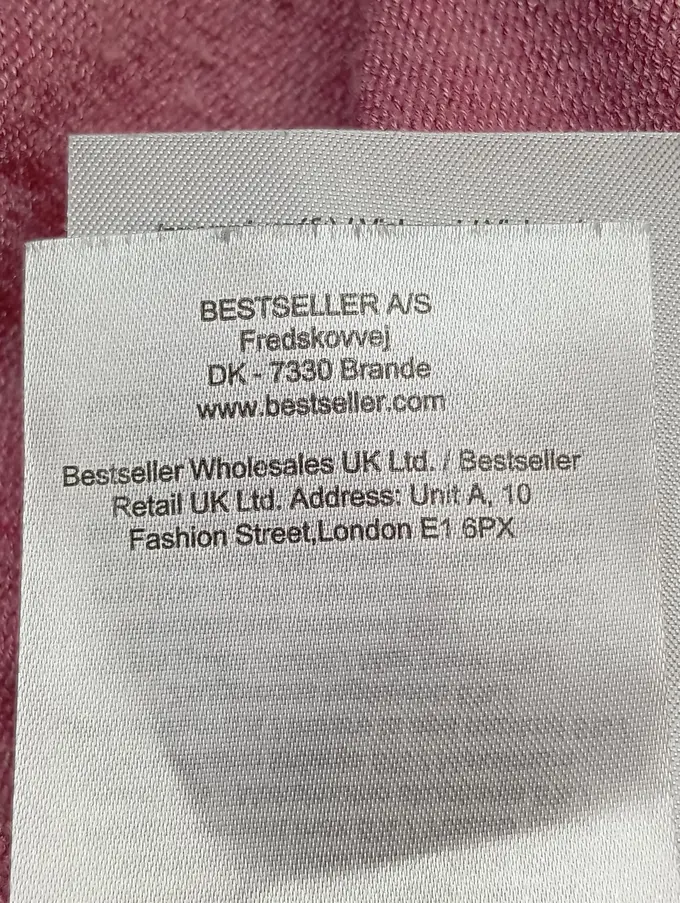 BESTSELLER A/S
Fredskovvej
DK - 7330 Brande
www.bestseller.com
Bestseller Wholesales UK Ltd. / Bestseller
Retail UK Ltd. Address: Unit A, 10
Fashion Street,London E1 6PX